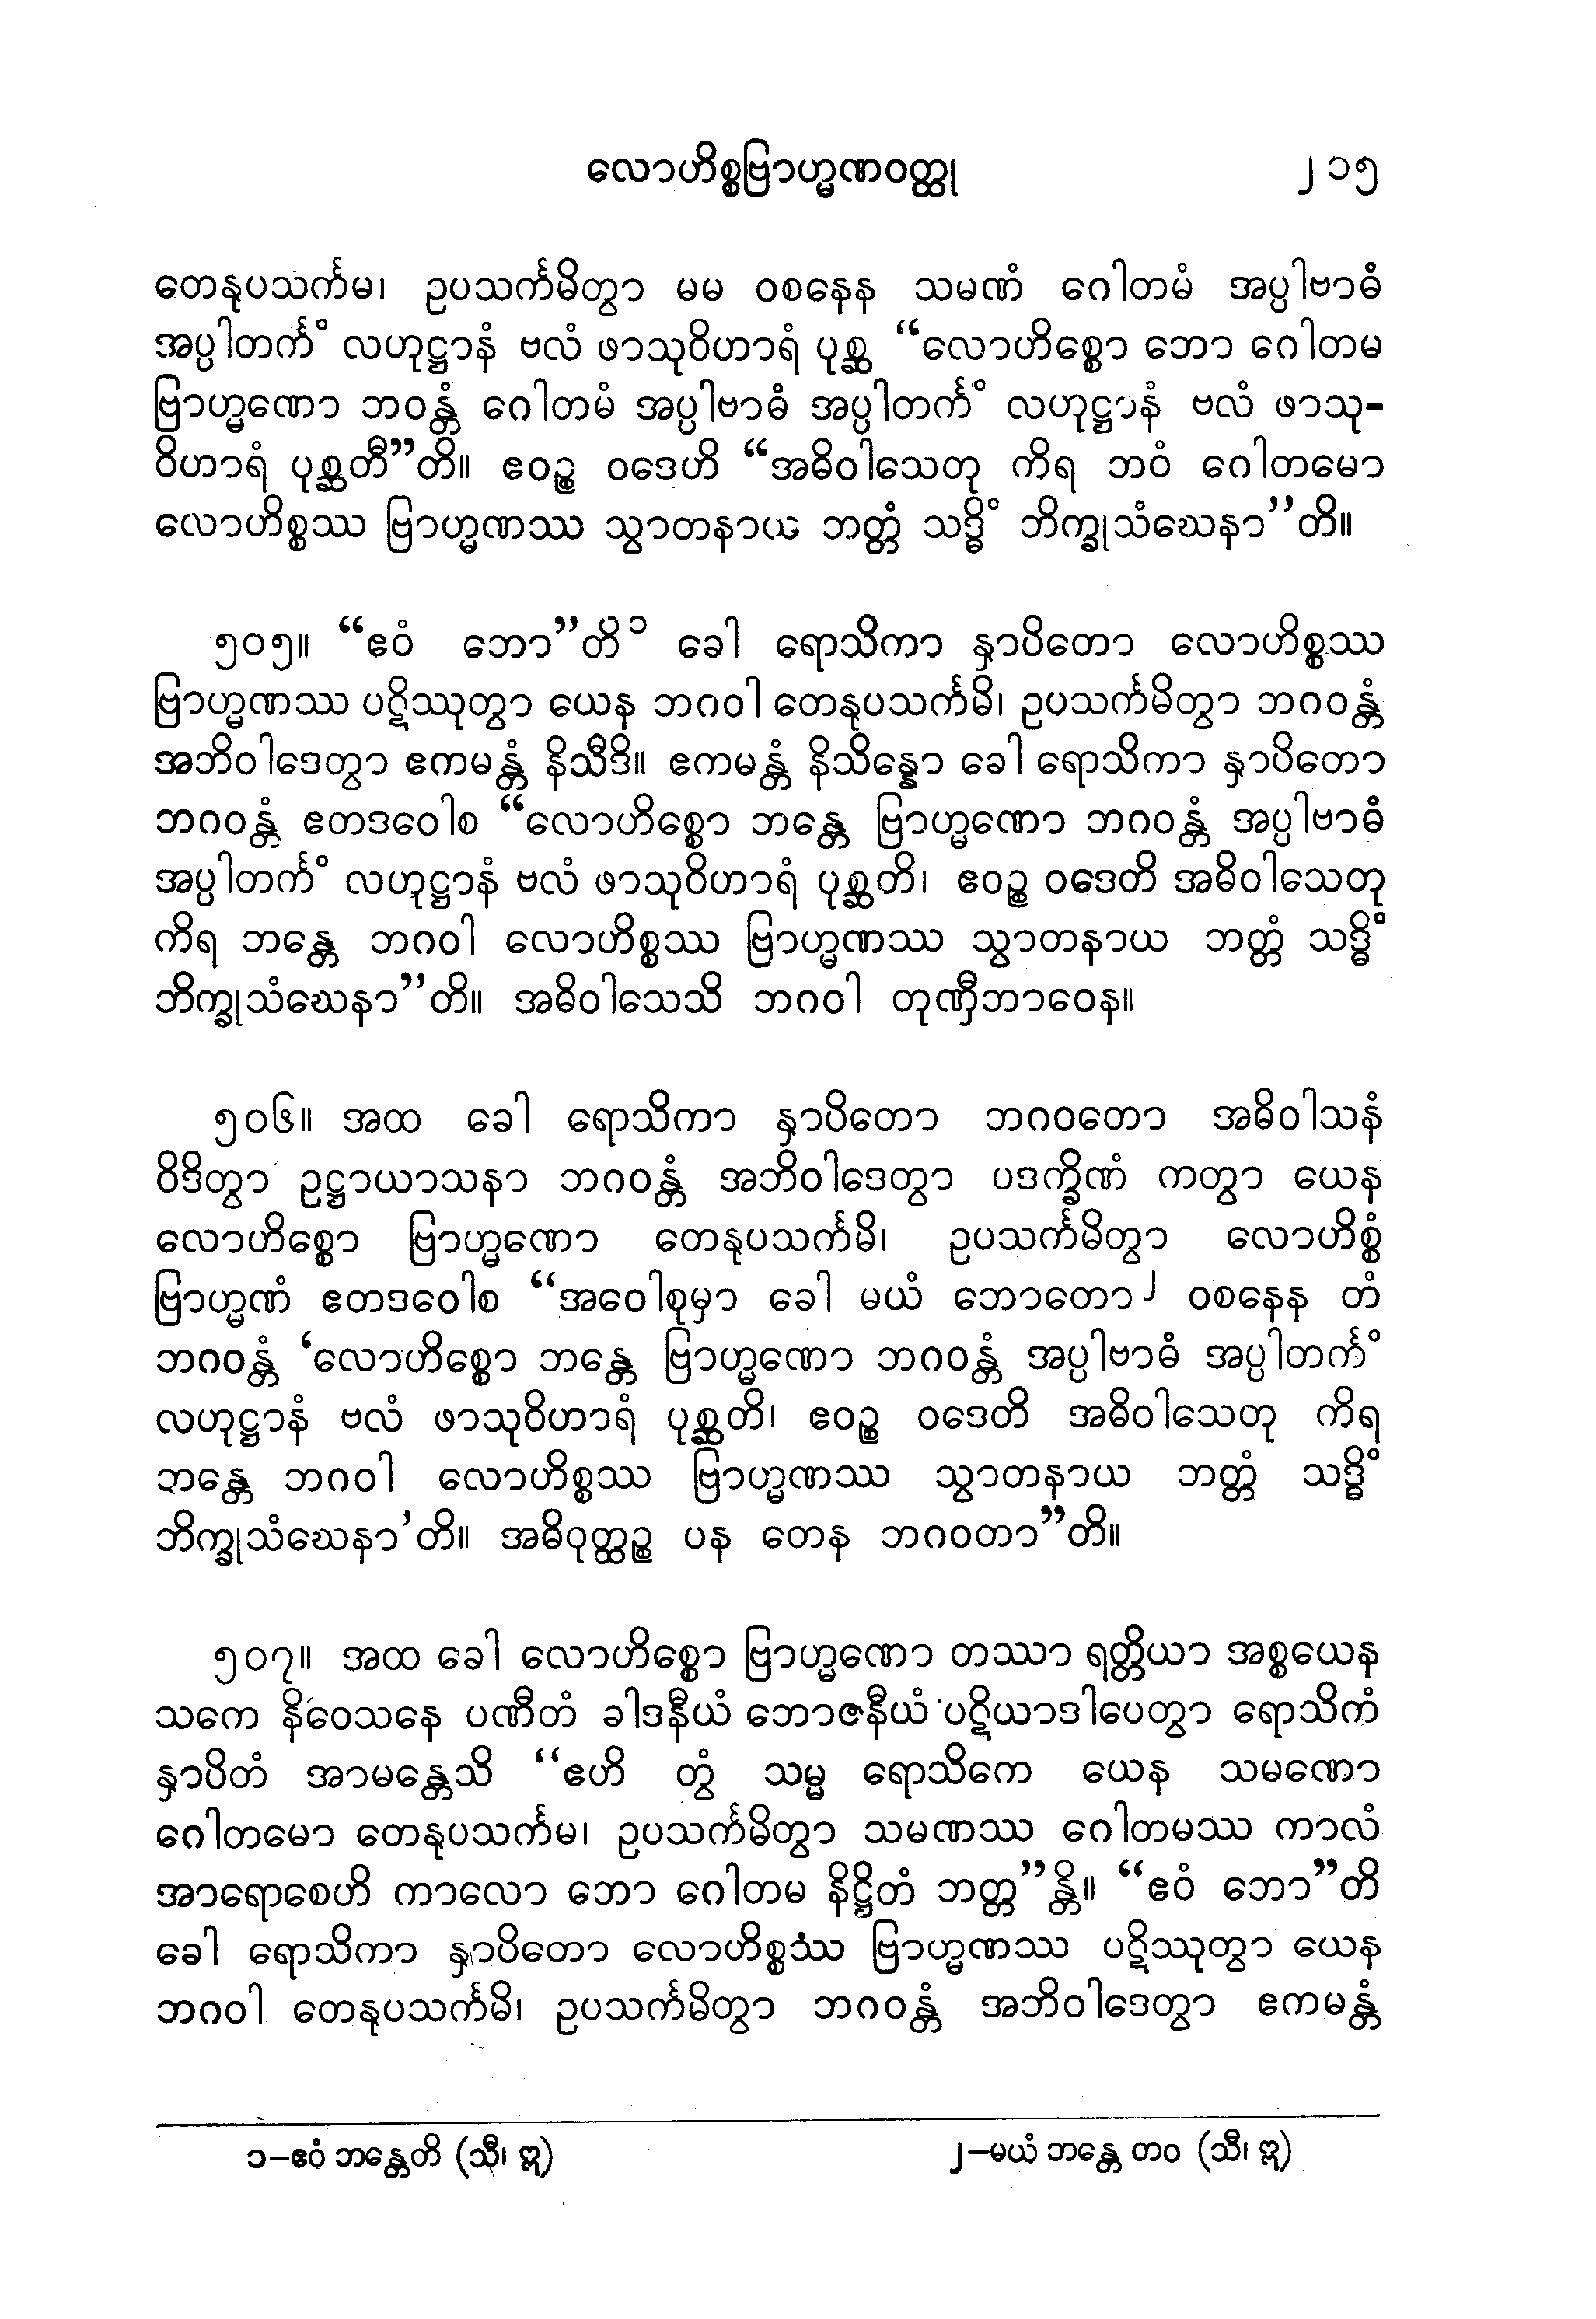 လောဟိစ္စဗြာဟ္မဏဝတ္ထု ၂၁၅
တေနုပသင်္ကမ၊ ဥပသင်္ကမိတွာ မမ ဝစနေန သမဏံ ဂေါတမံ အပ္ပါဗာဓံ
အပ္ပါတင်္ကံ လဟုဋ္ဌာနံ ဗလံ ဖာသုဝိဟာရံ ပုစ္ဆ “လောဟိစ္စော ဘော ဂေါတမ
ဗြာဟ္မဏော ဘဝန္တံ ဂေါတမံ အပ္ပါဗာဓံ အပ္ပါတင်္ကံ လဟုဋ္ဌာနံ ဗလံ ဖာသု-
ဝိဟာရံ ပုစ္ဆတီ”တိ။ ဧဝဉ္စ ဝဒေဟိ “အဓိဝါသေတု ကိရ ဘဝံ ဂေါတမော
လောဟိစ္စဿ ဗြာဟ္မဏဿ သွာတနာယ ဘတ္တံ သဒ္ဓိံ ဘိက္ခုသံဃေနာ”တိ။
၅၀၅။ “ဧဝံ ဘော”တိ၁ ခေါ ရောသိကာ နှာပိတော လောဟိစ္စဿ
ဗြာဟ္မဏဿ ပဋိဿုတွာ ယေန ဘဂဝါ တေနုပသင်္ကမိ၊ ဥပသင်္ကမိတွာ ဘဂဝန္တံ
အဘိဝါဒေတွာ ဧကမန္တံ နိသီဒိ။ ဧကမန္တံ နိသိန္နော ခေါ ရောသိကာ နှာပိတော
ဘဂဝန္တံ ဧတဒဝေါစ “လောဟိစ္စော ဘန္တေ ဗြာဟ္မဏော ဘဂဝန္တံ အပ္ပါဗာဓံ
အပ္ပါတင်္ကံ လဟုဋ္ဌာနံ ဗလံ ဖာသုဝိဟာရံ ပုစ္ဆတိ၊ ဧဝဉ္စ ဝဒေတိ အဓိဝါသေတု
ကိရ ဘန္တေ ဘဂဝါ လောဟိစ္စဿ ဗြာဟ္မဏဿ သွာတနာယ ဘတ္တံ သဒ္ဓိံ
ဘိက္ခုသံဃေနာ”တိ။ အဓိဝါသေသိ ဘဂဝါ တုဏှီဘာဝေန။
၅၀၆။ အထ ခေါ ရောသိကာ နှာပိတော ဘဂဝတော အဓိဝါသနံ
ဝိဒိတွာ ဥဋ္ဌာယာသနာ ဘဂဝန္တံ အဘိဝါဒေတွာ ပဒက္ခိဏံ ကတွာ ယေန
လောဟိစ္စော ဗြာဟ္မဏော တေနုပသင်္ကမိ၊ ဥပသင်္ကမိတွာ လောဟိစ္စံ
ဗြာဟ္မဏံ ဧတဒဝေါစ “အဝေါစုမှာ ခေါ မယံ ဘောတော၂ ဝစနေန တံ
ဘဂဝန္တံ ‘လောဟိစ္စော ဘန္တေ ဗြာဟ္မဏော ဘဂဝန္တံ အပ္ပါဗာဓံ အပ္ပါတင်္ကံ
လဟုဋ္ဌာနံ ဗလံ ဖာသုဝိဟာရံ ပုစ္ဆတိ၊ ဧဝဉ္စ ဝဒေတိ အဓိဝါသေတု ကိရ
ဘန္တေ ဘဂဝါ လောဟိစ္စဿ ဗြာဟ္မဏဿ သွာတနာယ ဘတ္တံ သဒ္ဓိံ
ဘိက္ခုသံဃေနာ’တိ။ အဓိဝုတ္ထဉ္စ ပန တေန ဘဂဝတာ”တိ။
၅၀၇။ အထ ခေါ လောဟိစ္စော ဗြာဟ္မဏော တဿာ ရတ္တိယာ အစ္စယေန
သကေ နိဝေသနေ ပဏီတံ ခါဒနီယံ ဘောဇနီယံ ပဋိယာဒါပေတွာ ရောသိကံ
နှာပိတံ အာမန္တေသိ “ဧဟိ တွံ သမ္မ ရောသိကေ ယေန သမဏော
ဂေါတမော တေနုပသင်္ကမ၊ ဥပသင်္ကမိတွာ သမဏဿ ဂေါတမဿ ကာလံ
အာရောစေဟိ ကာလော ဘော ဂေါတမ နိဋ္ဌိတံ ဘတ္တ”န္တိ။ “ဧဝံ ဘော”တိ
ခေါ ရောသိကာ နှာပိတော လောဟိစ္စဿ ဗြာဟ္မဏဿ ပဋိဿုတွာ ယေန
ဘဂဝါ တေနုပသင်္ကမိ၊ ဥပသင်္ကမိတွာ ဘဂဝန္တံ အဘိဝါဒေတွာ ဧကမန္တံ
၁-ဧဝံ ဘန္တေတိ (သီ၊ ဣ) ၂-မယံ ဘန္တေ တဝ (သီ၊ ဣ)